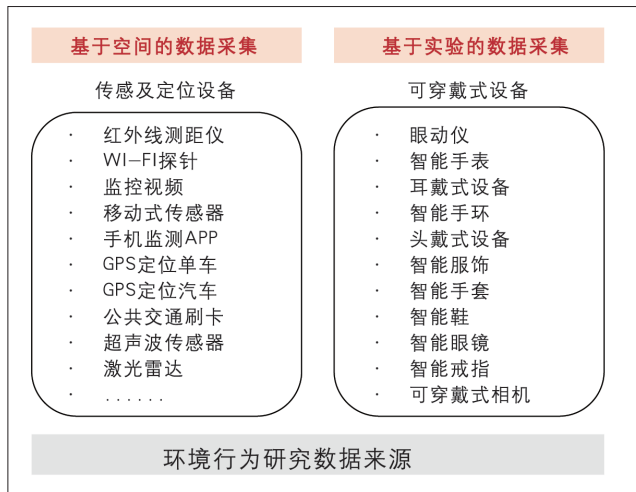 基于空间的数据采集
传感及定位设备
· 红外线测距仪
· WI-FI探针
· 监控视频
· 移动式传感器
· 手机监测APP
· GPS定位单车
· GPS定位汽车
· 公共交通刷卡
· 超声波传感器
· 激光雷达
· ......
基于实验的数据采集
可穿戴式设备
· 眼动仪
· 智能手表
· 耳戴式设备
· 智能手环
· 头戴式设备
· 智能服饰
· 智能手套
· 智能鞋
· 智能眼镜
· 智能戒指
· 可穿戴式相机
环境行为研究数据来源